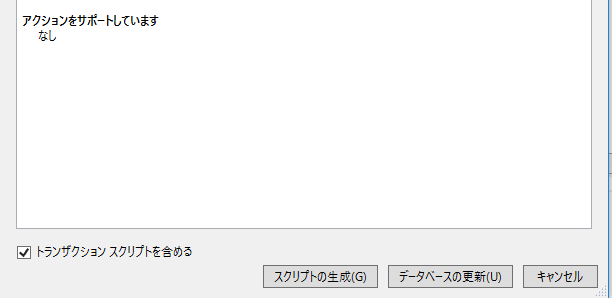 アクションをサポートしています
なし
トランザクション スクリプトを含める
スクリプトの生成(G)
データベースの更新(U)
キャンセル